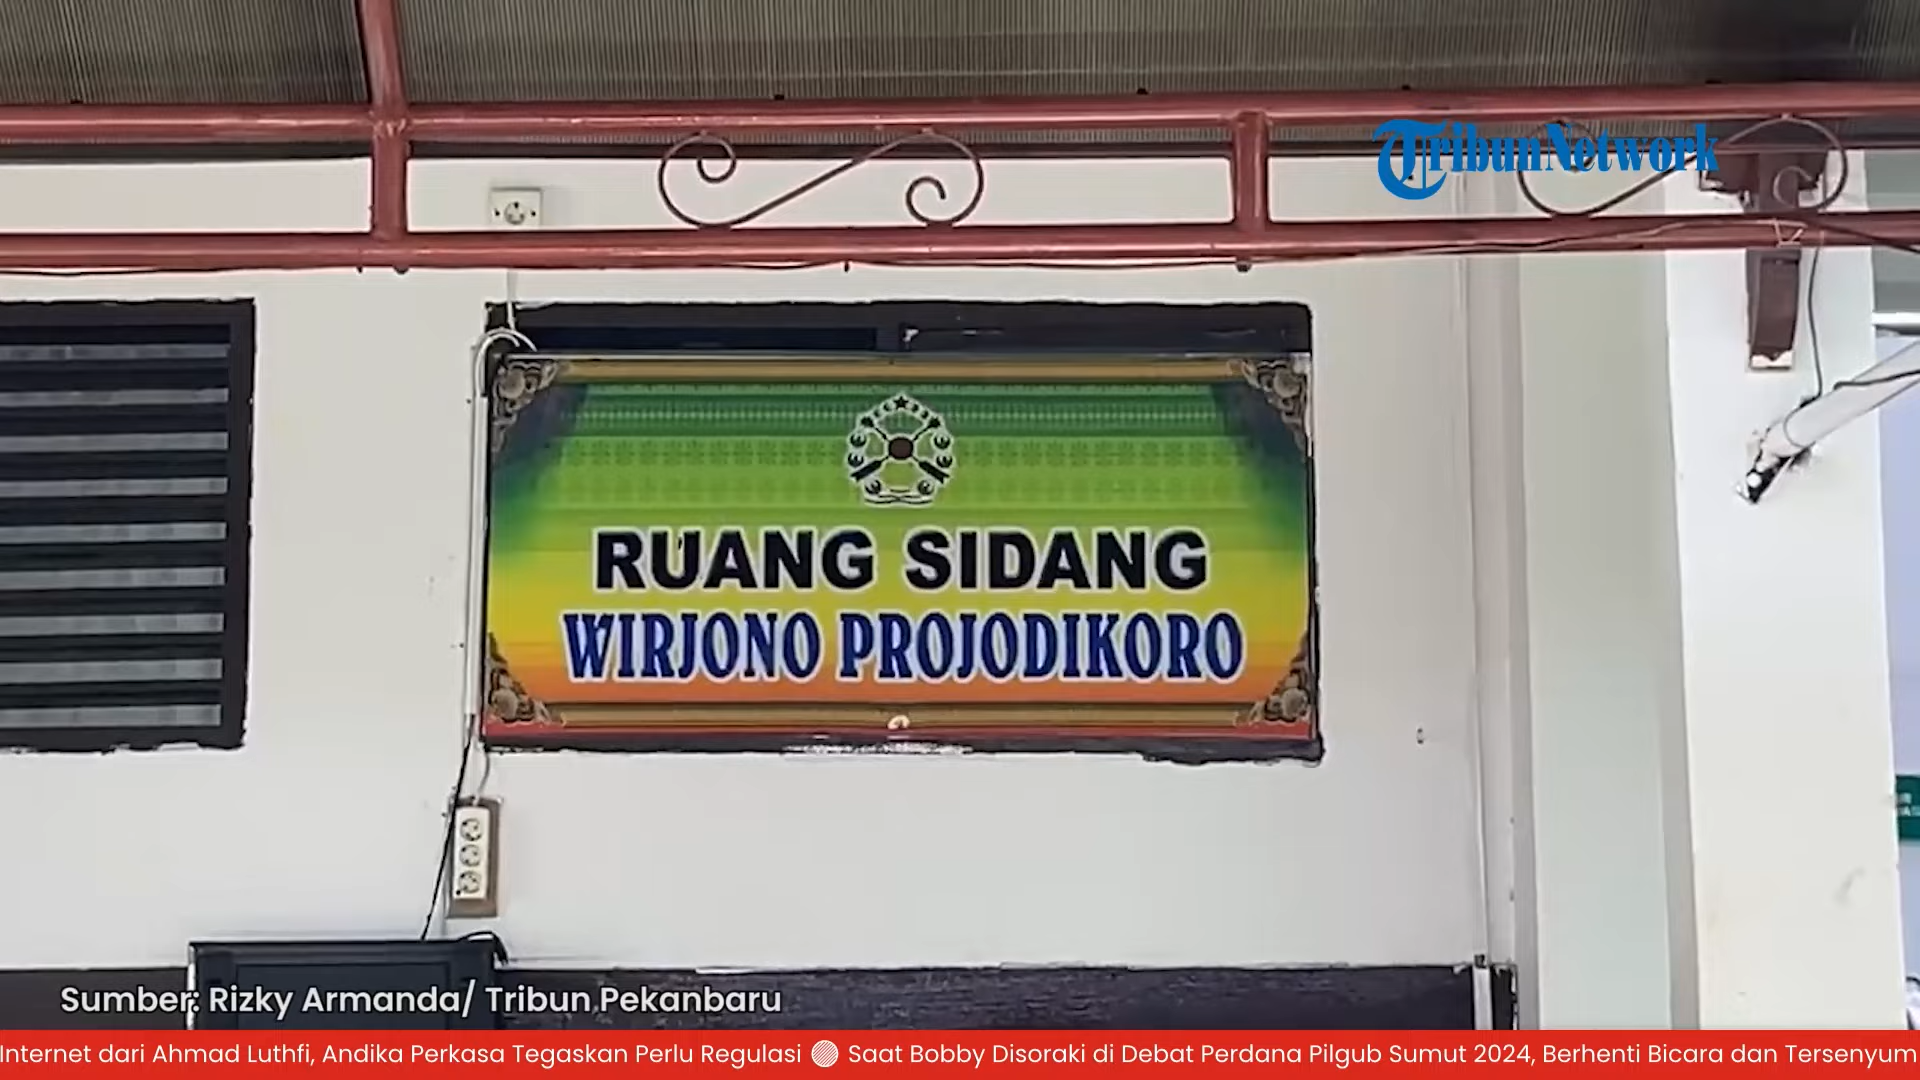 TribunNetwork
RUANG SIDANG
WIRJONO PROJODIKORO
Sumber: Rizky Armanda/ Tribun Pekanbaru
Internet dari Ahmad Luthfi, Andika Perkasa Tegaskan Perlu Regulasi Saat Bobby Disoraki di Debat Perdana Pilgub Sumut 2024, Berhenti Bicara dan Tersenyum